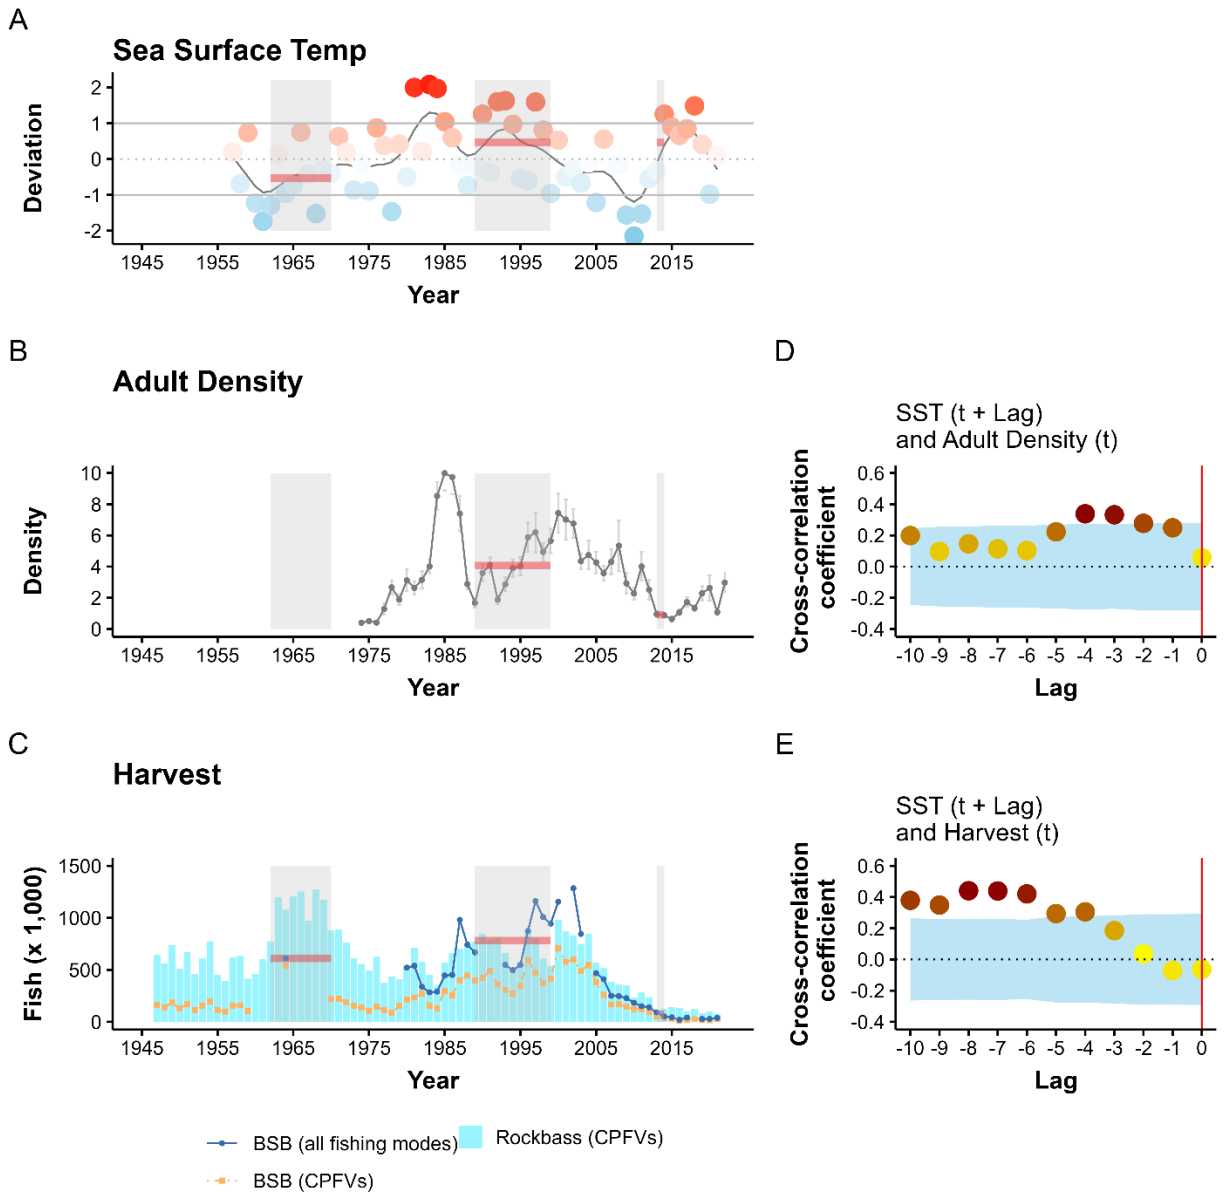 A
Sea Surface Temp
2
1
0
-1
-2
Deviation
1945 1955 1965 1975 1985 1995 2005 2015
Year
B
Adult Density
10
8
6
4
2
0
Density
1945 1955 1965 1975 1985 1995 2005 2015
Year
D
SST (t + Lag)
and Adult Density (t)
0.6
0.4
0.2
0.0
-0.2
-0.4
Cross-correlation
coefficient
-10 -9 -8 -7 -6 -5 -4 -3 -2 -1 0
Lag
C
Harvest
1500
1000
500
0
Fish (x 1,000)
1945 1955 1965 1975 1985 1995 2005 2015
Year
E
SST (t + Lag)
and Harvest (t)
0.6
0.4
0.2
0.0
-0.2
-0.4
Cross-correlation
coefficient
-10 -9 -8 -7 -6 -5 -4 -3 -2 -1 0
Lag
BSB (all fishing modes)
Rockbass (CPFVs)
BSB (CPFVs)